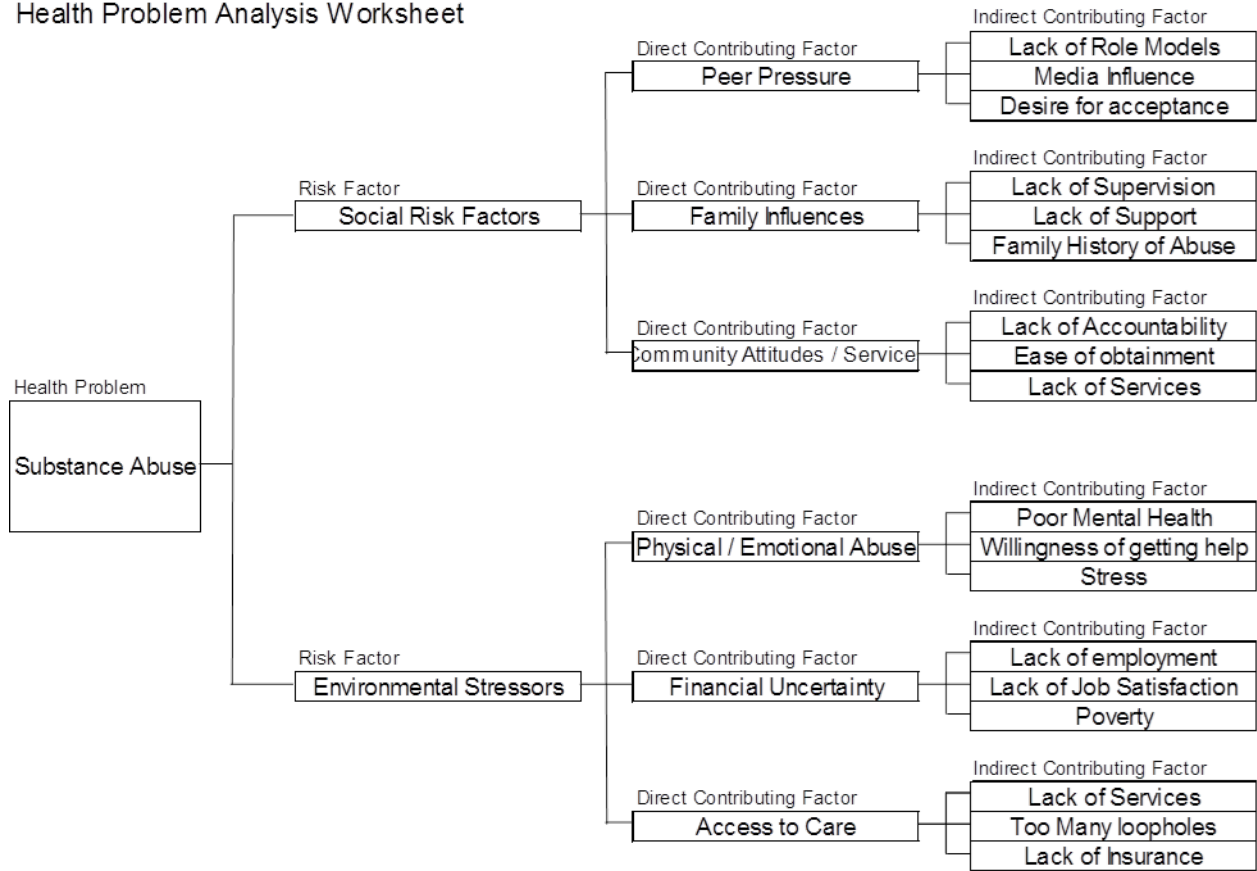 Health Problem Analysis Worksheet
Health Problem
Substance Abuse
Risk Factor
Social Risk Factors
Direct Contributing Factor
Peer Pressure
Indirect Contributing Factor
Lack of Role Models
Media Influence
Desire for acceptance
Direct Contributing Factor
Family Influences
Indirect Contributing Factor
Lack of Supervision
Lack of Support
Family History of Abuse
Direct Contributing Factor
Community Attitudes / Service
Indirect Contributing Factor
Lack of Accountability
Ease of obtainment
Lack of Services
Risk Factor
Environmental Stressors
Direct Contributing Factor
Physical / Emotional Abuse
Indirect Contributing Factor
Poor Mental Health
Willingness of getting help
Stress
Direct Contributing Factor
Financial Uncertainty
Indirect Contributing Factor
Lack of employment
Lack of Job Satisfaction
Poverty
Direct Contributing Factor
Access to Care
Indirect Contributing Factor
Lack of Services
Too Many loopholes
Lack of Insurance